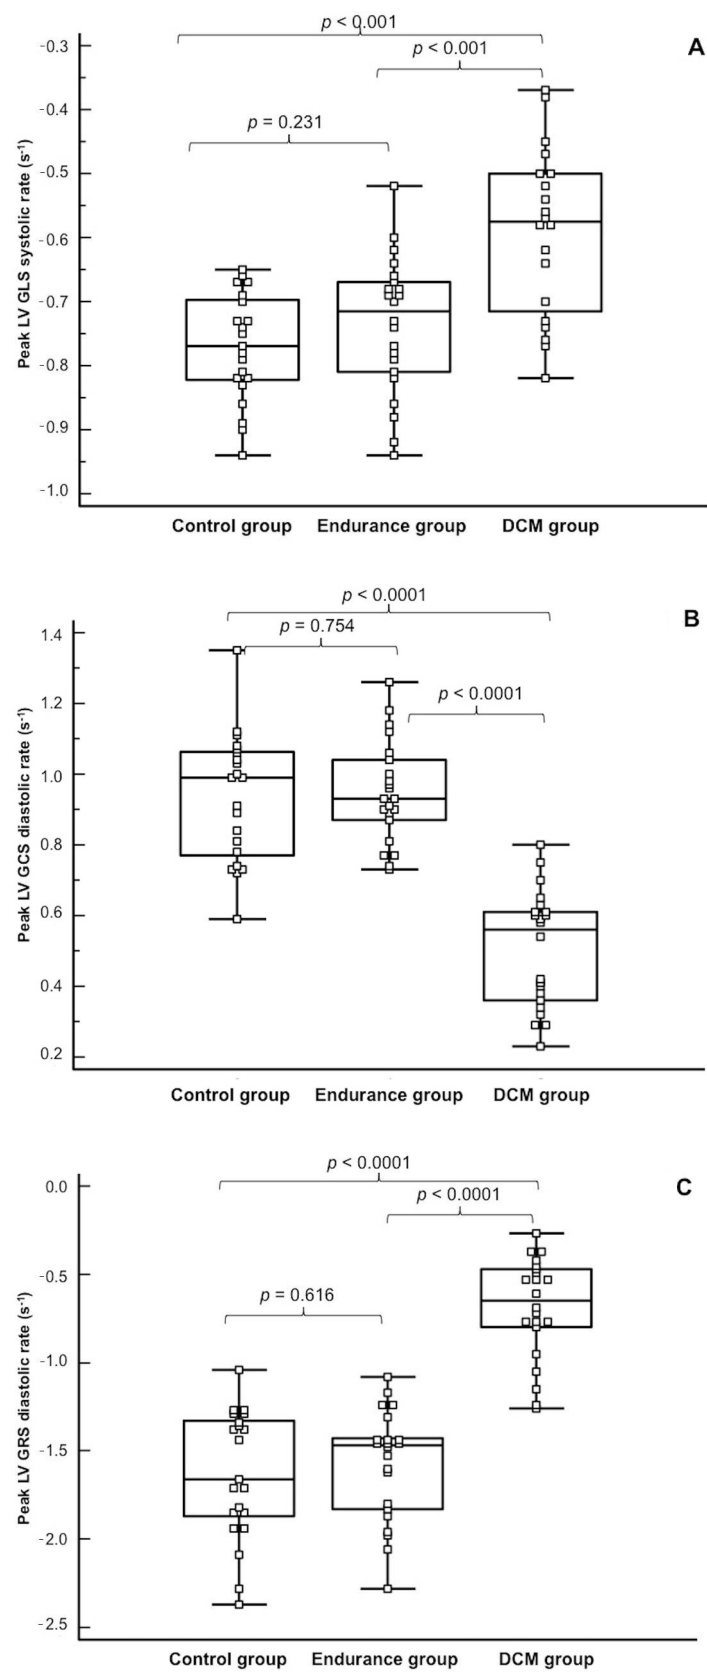 p < 0.001
A
p < 0.001
p = 0.231
Peak LV GLS systolic rate (s-1)
-0.3
-0.4
-0.5
-0.6
-0.7
-0.8
-0.9
-1.0
Control group Endurance group DCM group
p < 0.0001
B
p = 0.754
p < 0.0001
Peak LV GCS diastolic rate (s-1)
1.4
1.2
1.0
0.8
0.6
0.4
0.2
Control group Endurance group DCM group
p < 0.0001
C
p < 0.0001
p = 0.616
Peak LV GRS diastolic rate (s-1)
0.0
-0.5
-1.0
-1.5
-2.0
-2.5
Control group Endurance group DCM group